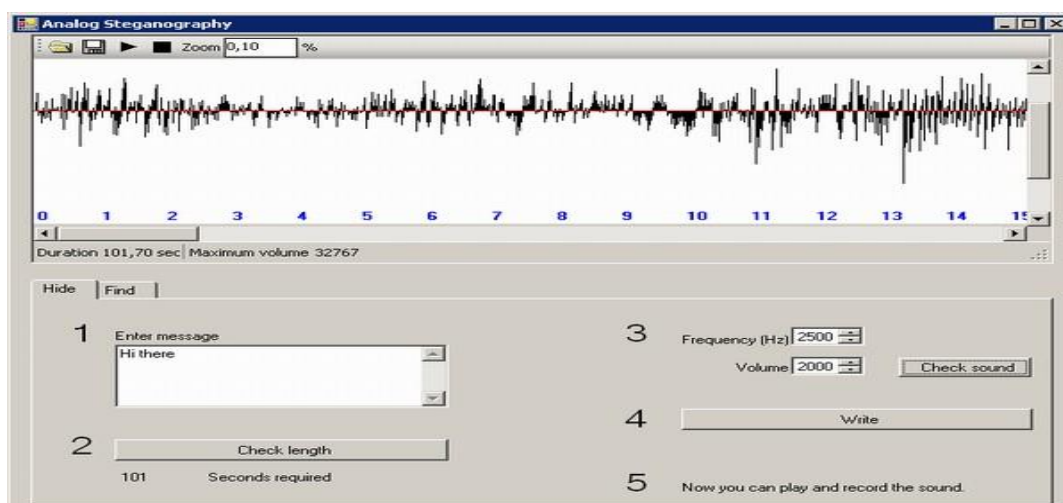 Analog Steganography
Zoom 0,10 %
0 1 2 3 4 5 6 7 8 9 10 11 12 13 14 15
Duration 101,70 sec Maximum volume 32767
Hide Find
1 Enter message
Hi there
2 Check length
101 Seconds required
3 Frequency (Hz) 2500
Volume 2000 Check sound
4 Write
5 Now you can play and record the sound.